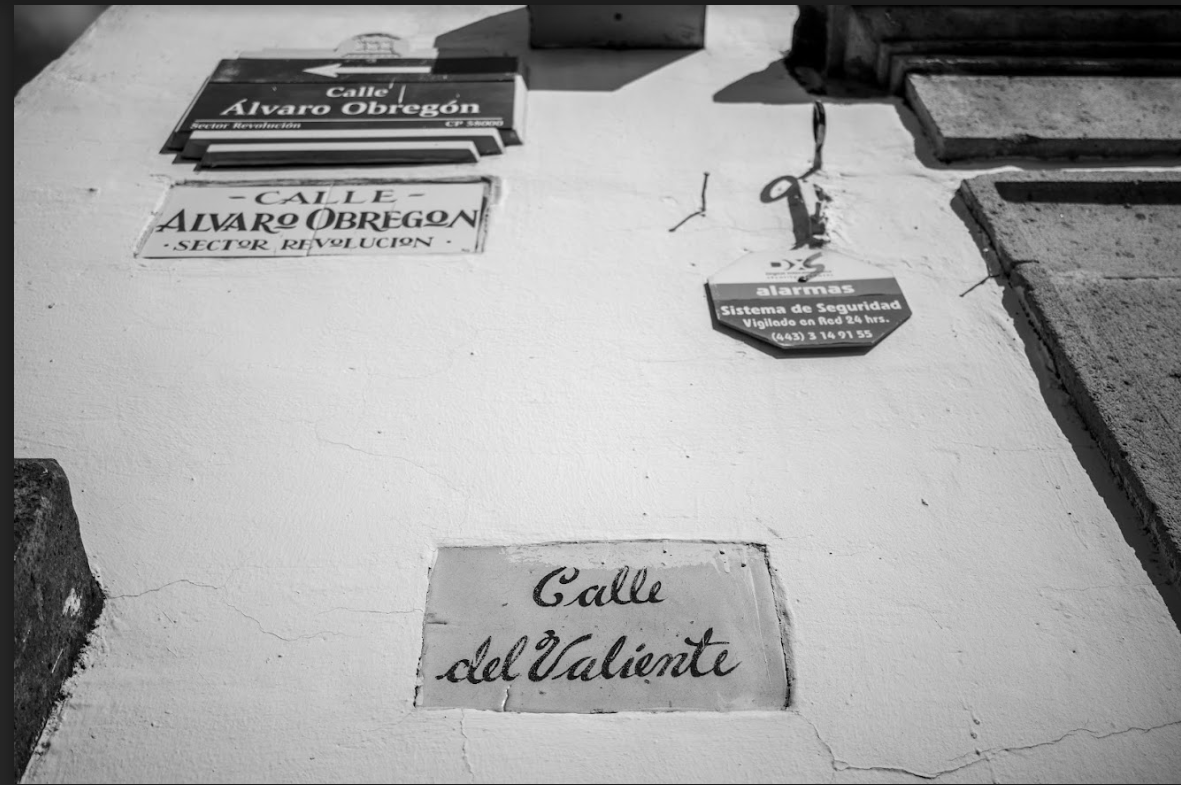 Calle
Álvaro Obregón
Sector Revolución CP 58000
- CALLE -
ALVARO OBREGON
· SECTOR REVOLUCION ·
DXS
alarmas
Sistema de Seguridad
Vigilado en Red 24 hrs.
(443) 3 14 91 55
Calle
del Valiente